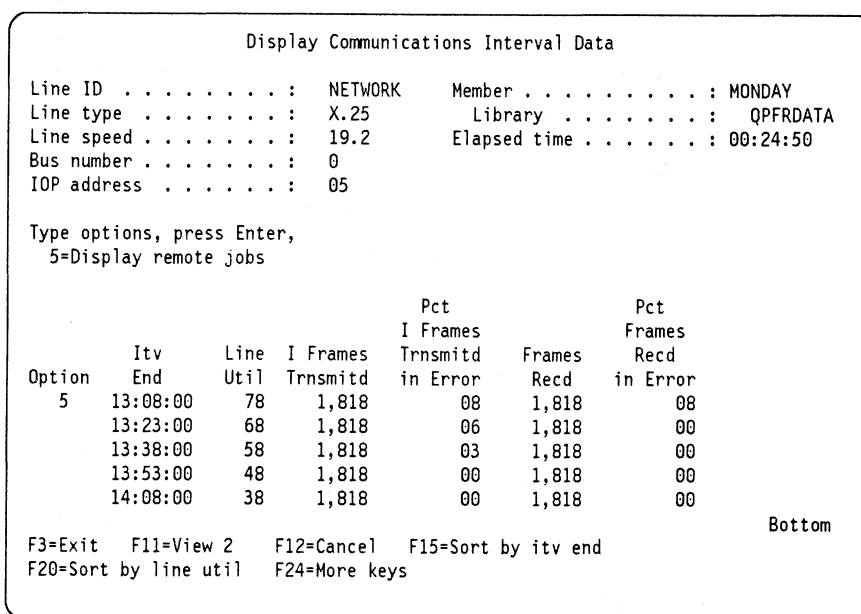 Display Communications Interval Data
Line ID . . . . . . . . :   NETWORK     Member . . . . . . . . . : MONDAY
Line type  . . . . . . . :   X.25          Library  . . . . . . . :   QPFRDATA
Line speed . . . . . . . :   19.2        Elapsed time . . . . . . : 00:24:50
Bus number . . . . . . . :   0
IOP address  . . . . . . :   05
Type options, press Enter,
5=Display remote jobs
Pct                  Pct
I Frames             Frames
Itv      Line   I Frames   Trnsmitd   Frames    Recd
Option   End      Util   Trnsmitd   in Error   Recd      in Error
5   13:08:00   78   1,818   08   1,818   08
13:23:00   68   1,818   06   1,818   00
13:38:00   58   1,818   03   1,818   00
13:53:00   48   1,818   00   1,818   00
14:08:00   38   1,818   00   1,818   00
Bottom
F3=Exit   F11=View 2   F12=Cancel   F15=Sort by itv end
F20=Sort by line util   F24=More keys